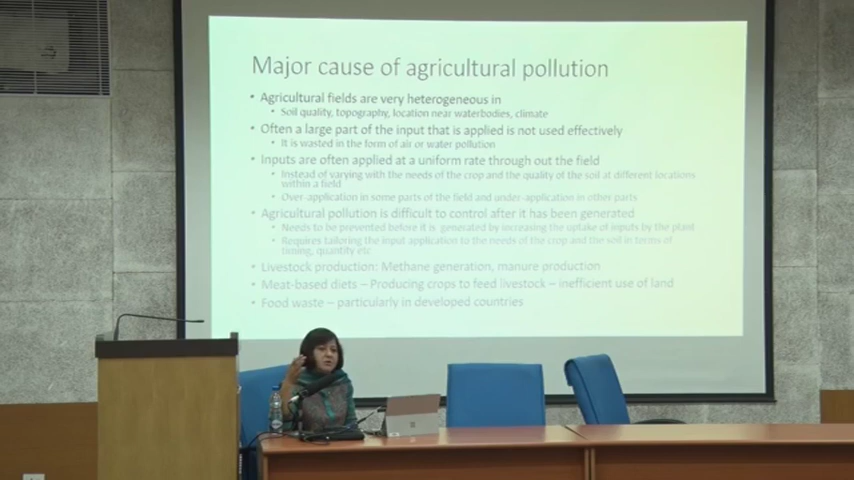 Major cause of agricultural pollution
• Agricultural fields are very heterogeneous in
• Soil quality, topography, location near waterbodies, climate
• Often a large part of the input that is applied is not used effectively
• It is wasted in the form of air or water pollution
• Inputs are often applied at a uniform rate through out the field
• Instead of varying with the needs of the crop and the quality of the soil at different locations
within a field
• Over-application in some parts of the field and under-application in other parts
• Agricultural pollution is difficult to control after it has been generated
• Needs to be prevented before it is generated by increasing the uptake of inputs by the plant
• Requires tailoring the input application to the needs of the crop and the soil in terms of
timing, quantity etc
• Livestock production: Methane generation, manure production
• Meat-based diets – Producing crops to feed livestock – inefficient use of land
• Food waste – particularly in developed countries